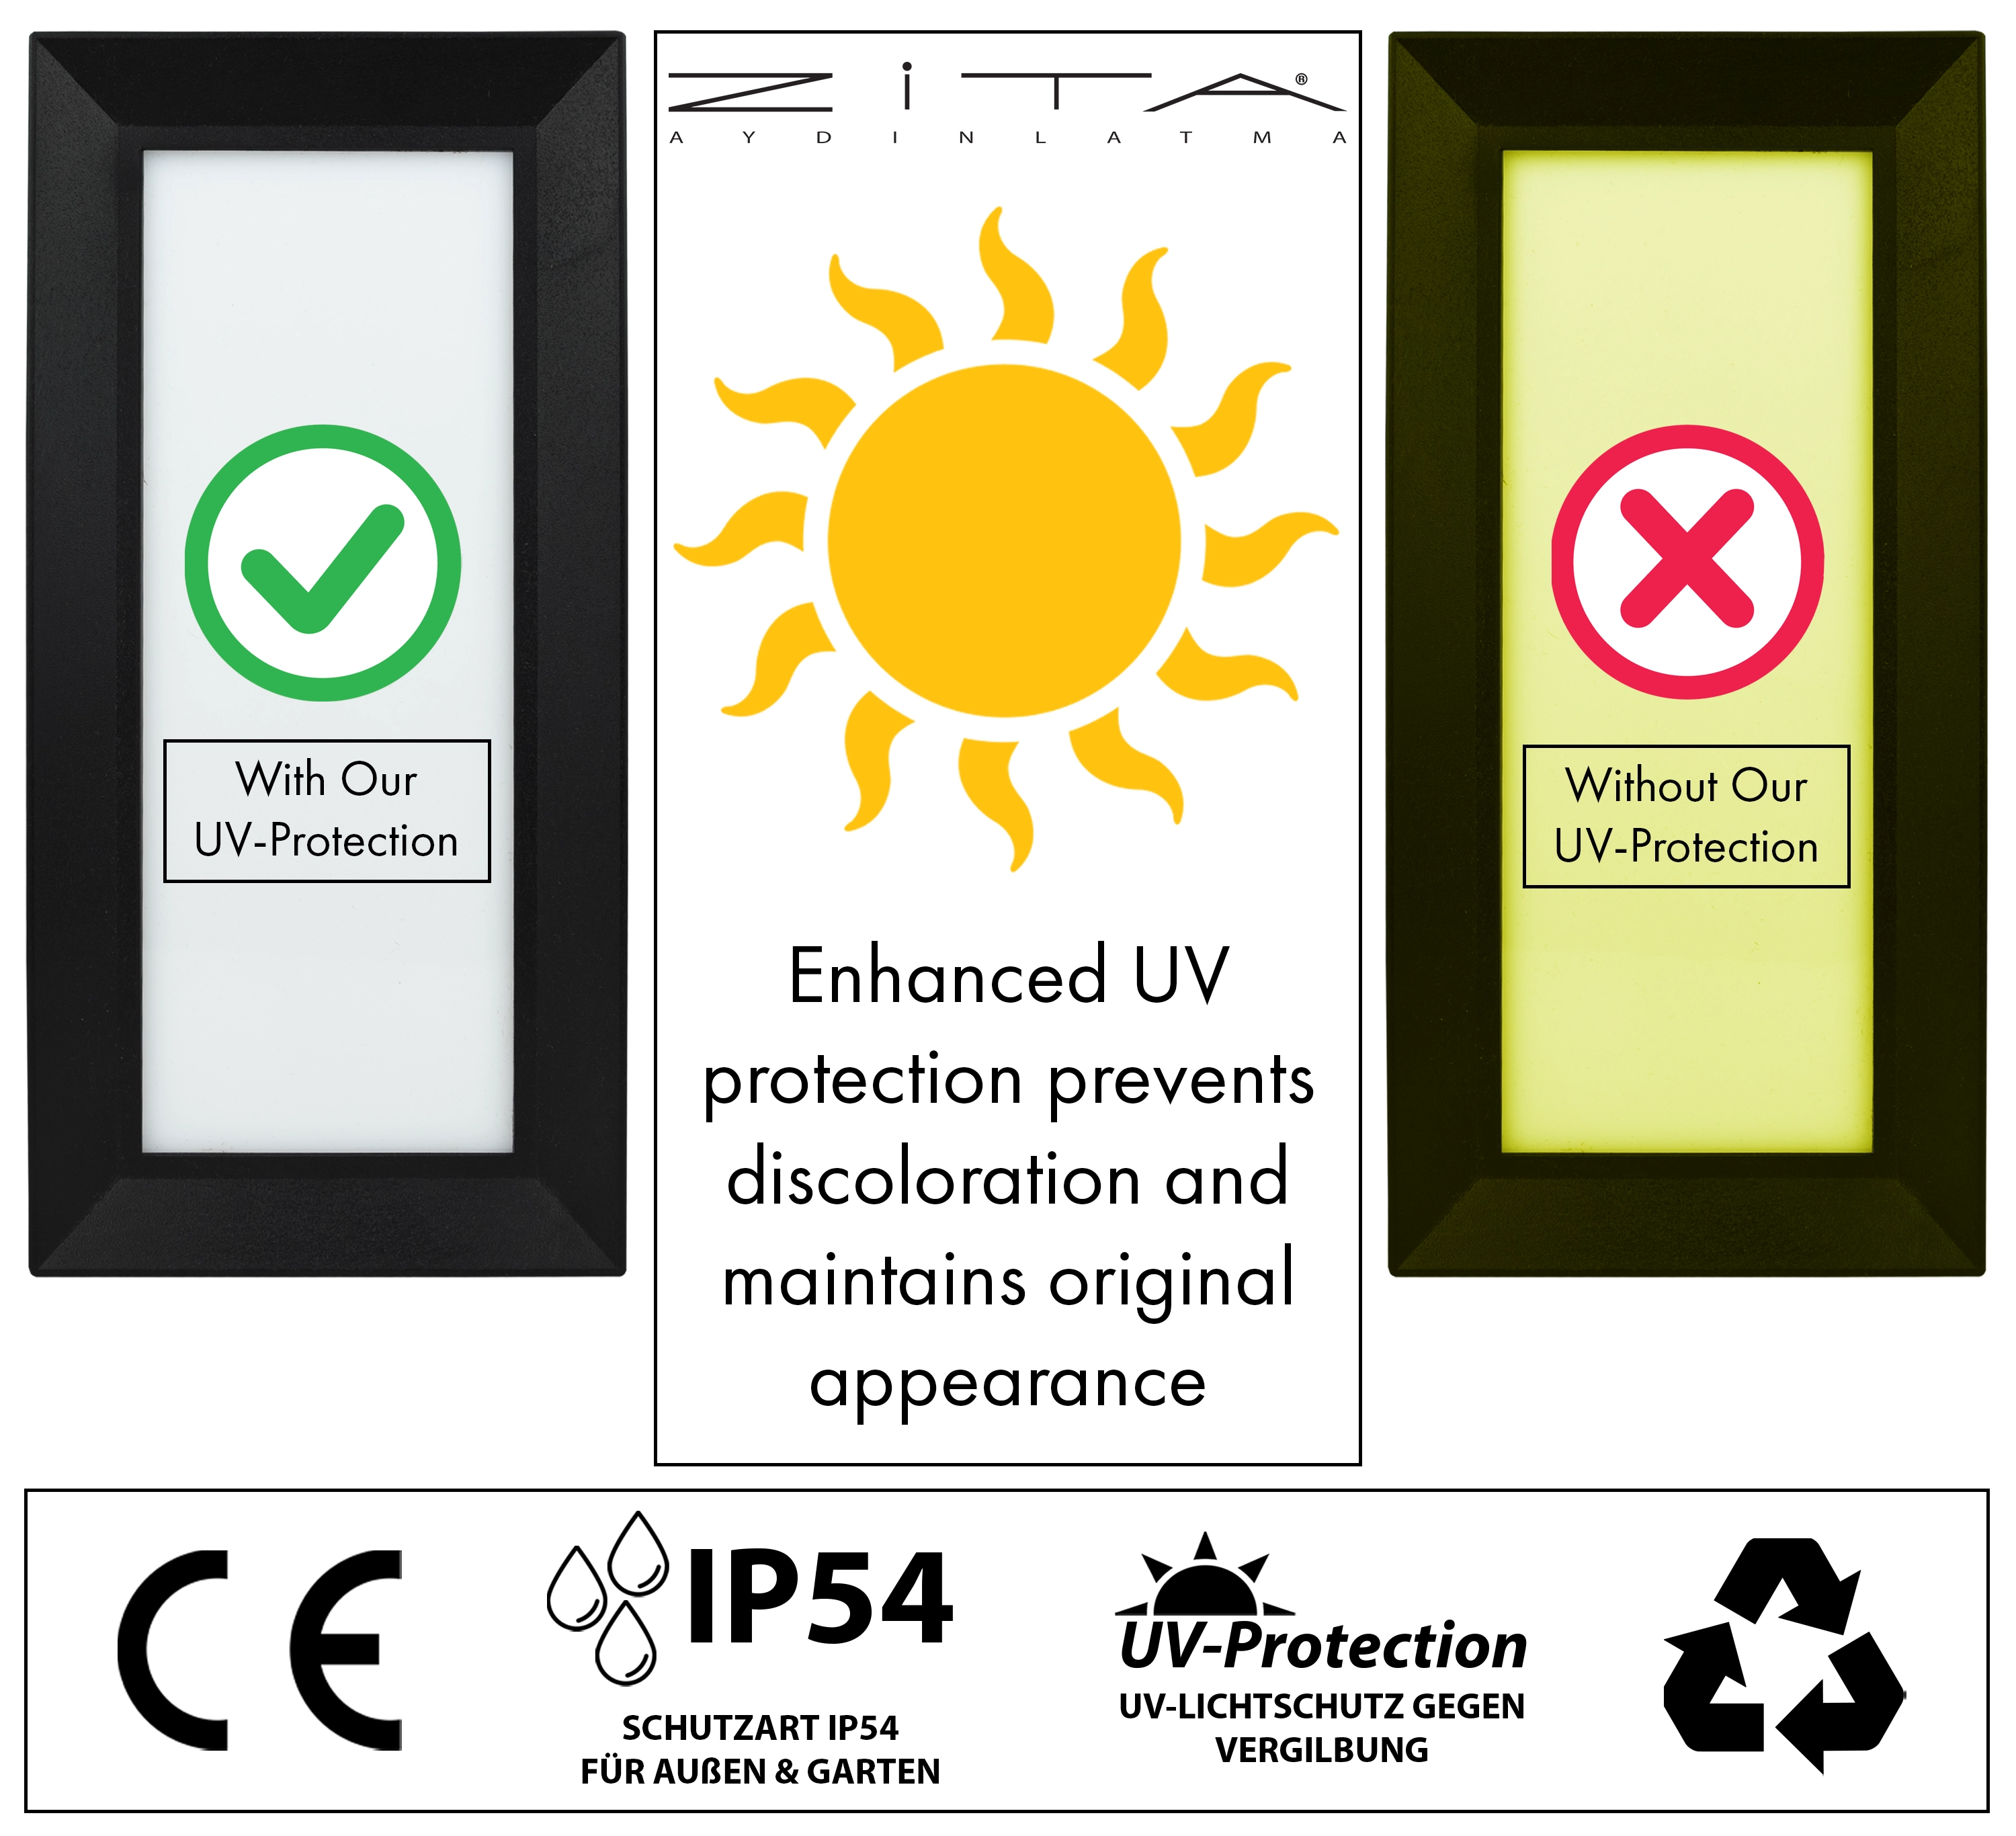 ZiTA®
AYDINLATMA
With Our
UV-Protection
Without Our
UV-Protection
Enhanced UV
protection prevents
discoloration and
maintains original
appearance
CE
IP54
SCHUTZART IP54
FÜR AUßEN & GARTEN
UV-Protection
UV-LICHTSCHUTZ GEGEN
VERGILBUNG